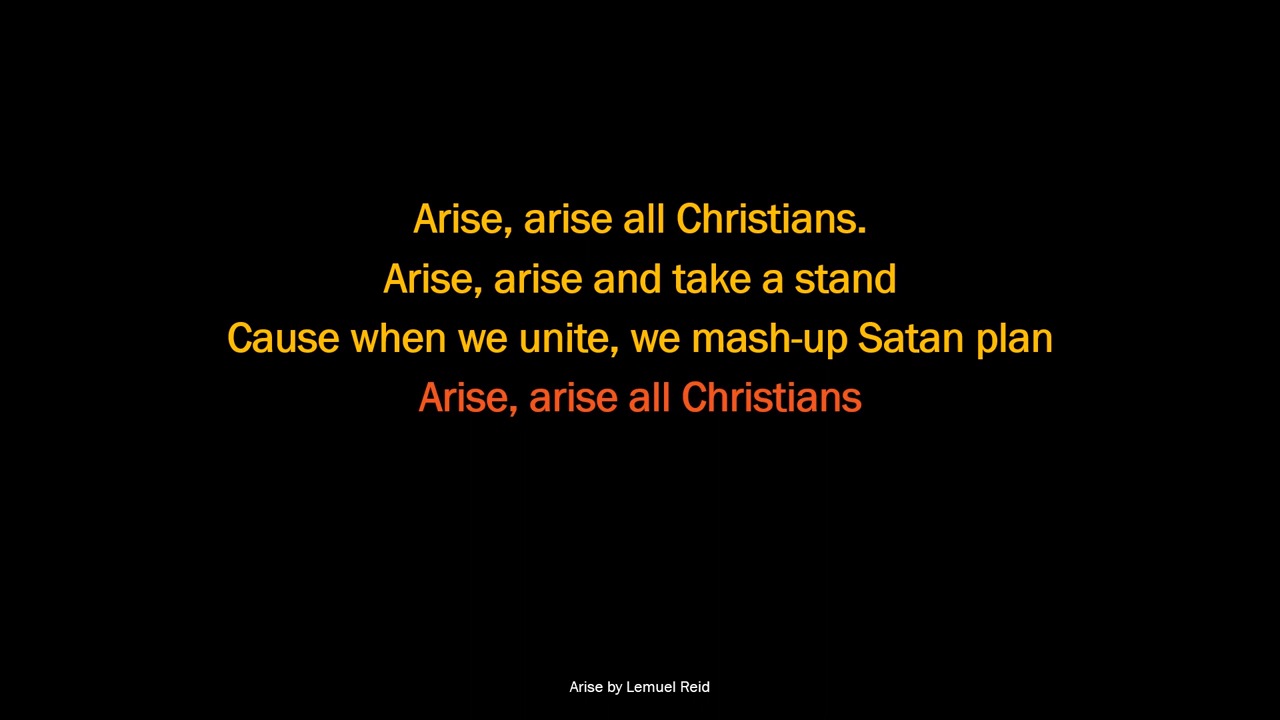 Arise, arise all Christians.
Arise, arise and take a stand
Cause when we unite, we mash-up Satan plan
Arise, arise all Christians
Arise by Lemuel Reid